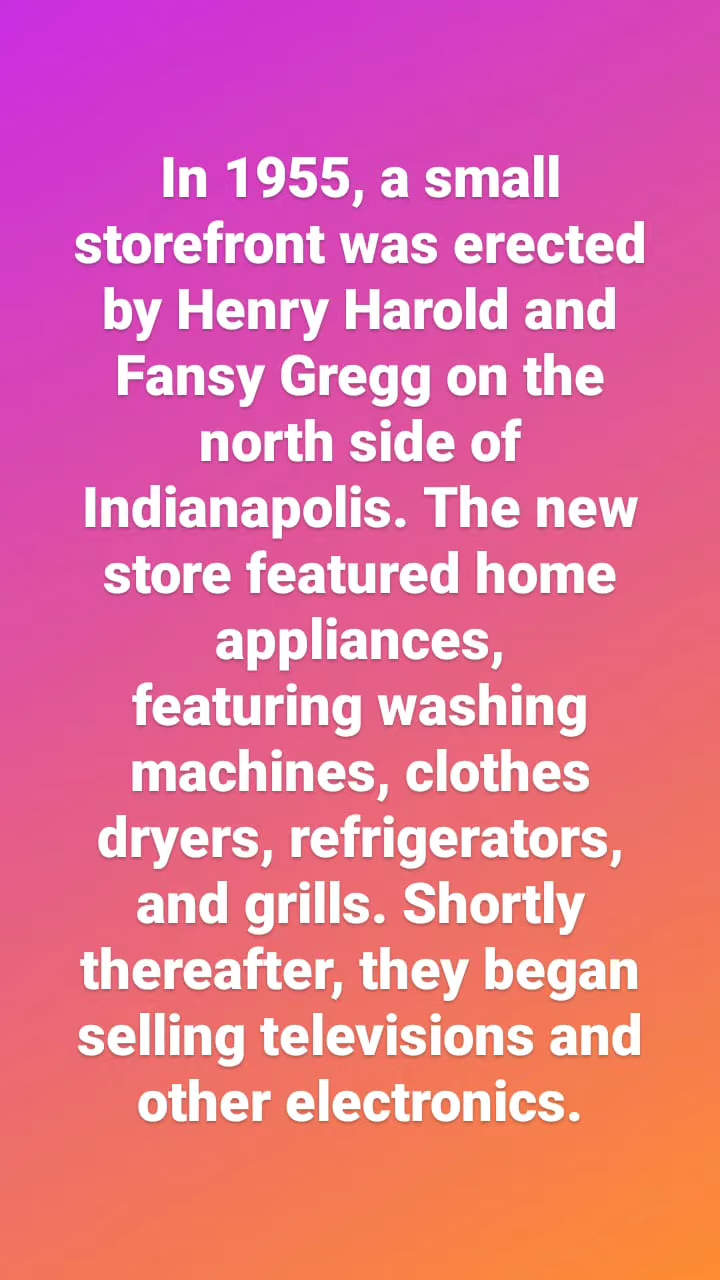 In 1955, a small
storefront was erected
by Henry Harold and
Fansy Gregg on the
north side of
Indianapolis. The new
store featured home
appliances,
featuring washing
machines, clothes
dryers, refrigerators,
and grills. Shortly
thereafter, they began
selling televisions and
other electronics.